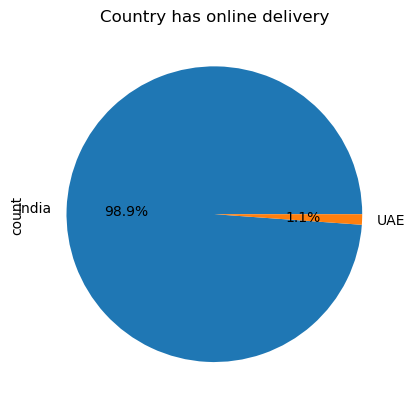 Country has online delivery
India
count
98.9%
1.1%
UAE